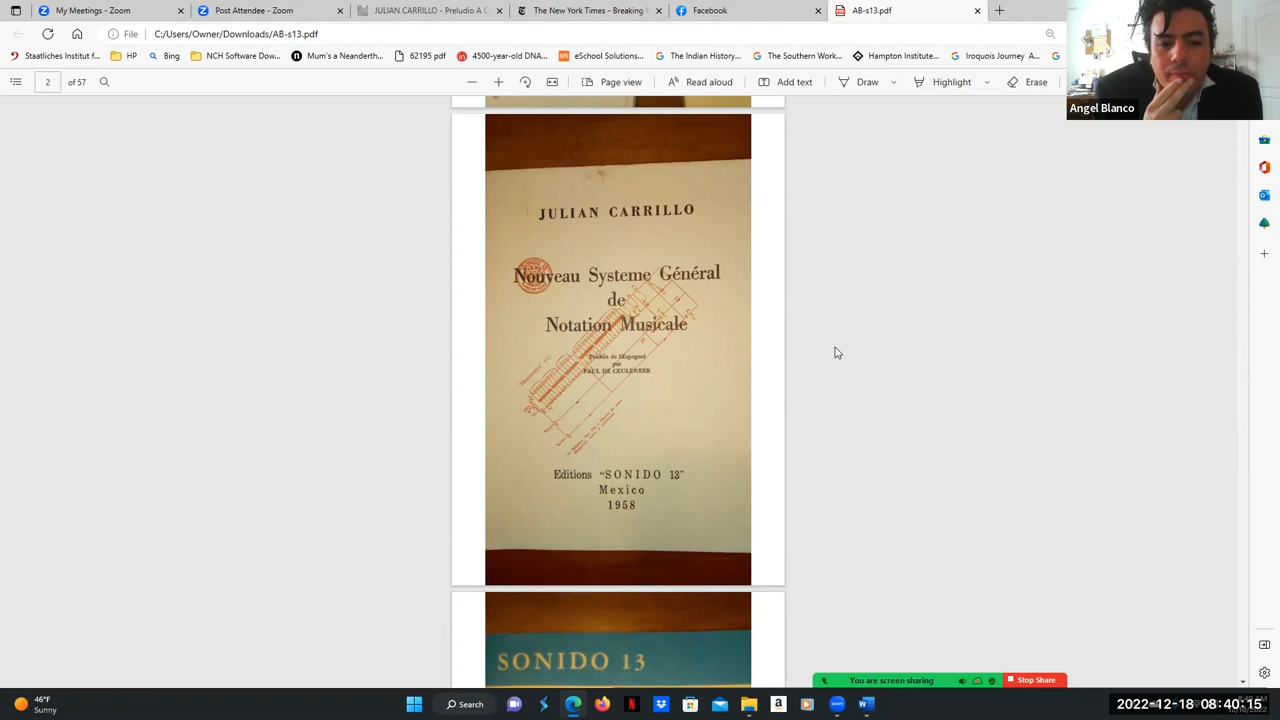 My Meetings - Zoom
Post Attendee - Zoom
JULIAN CARRILLO - Preludio A C
The New York Times - Breaking
Facebook
AB-s13.pdf
File
C:/Users/Owner/Downloads/AB-s13.pdf
Staatliches Institut f...
HP
Bing
NCH Software Dow...
Mum's a Neanderth...
62195 pdf
4500-year-old DNA...
eSchool Solutions...
The Indian History...
The Southern Work...
Hampton Institute...
Iroquois Journey A...
2
of 57
Page view
Read aloud
Add text
Draw
Highlight
Erase
Angel Blanco
JULIAN CARRILLO
Nouveau Systeme Général
de
Notation Musicale
par
PAUL DE CEULENEER
Editions "SONIDO 13"
Mexico
1958
SONIDO 13
You are screen sharing
Stop Share
46°F
Sunny
Search
2022-12-18 08:40:15